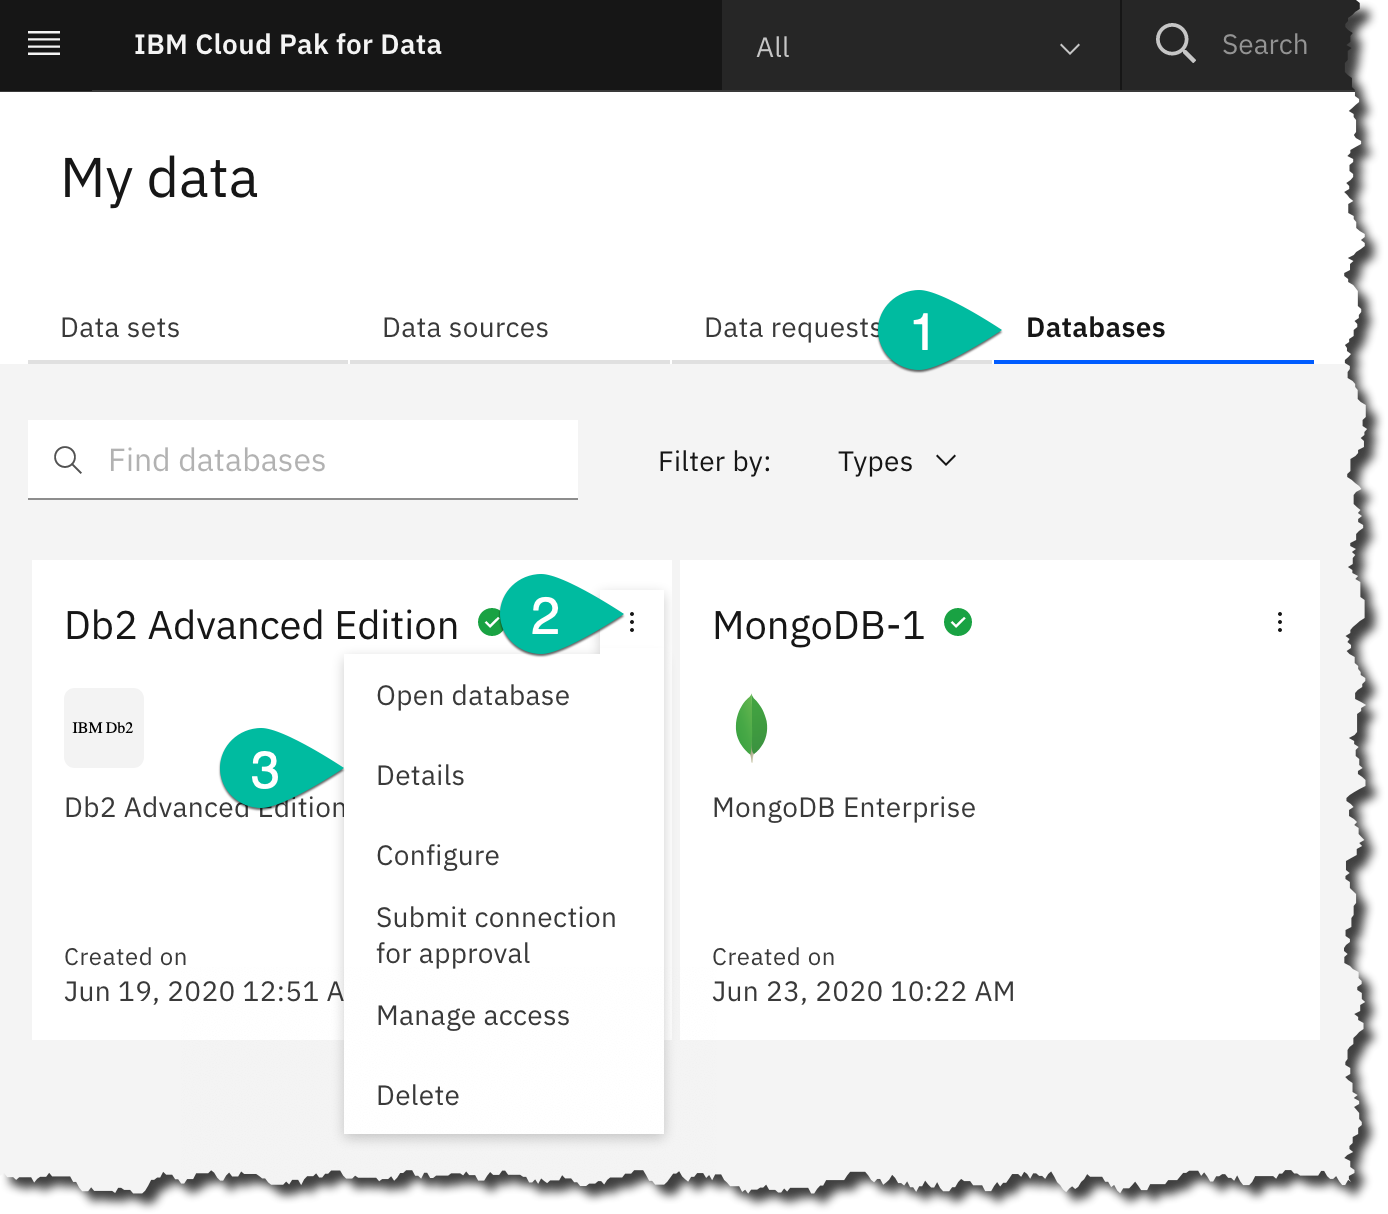 IBM Cloud Pak for Data
All
Search
My data
Data sets
Data sources
Data requests
1
Databases
Find databases
Filter by:
Types
Db2 Advanced Edition
2
MongoDB-1
Open database
IBM Db2
3
Details
Db2 Advanced Edition
MongoDB Enterprise
Configure
Submit connection
for approval
Created on
Jun 19, 2020 12:51 A
Created on
Jun 23, 2020 10:22 AM
Manage access
Delete